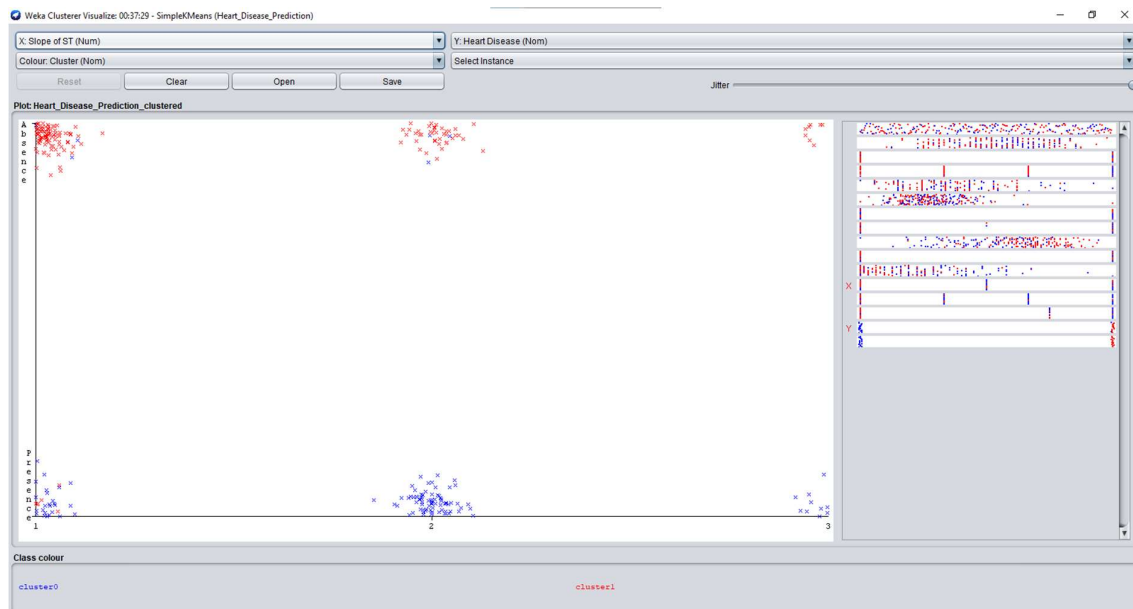 Weka Clusterer Visualize: 00:37:29 - SimpleKMeans (Heart_Disease_Prediction)
X: Slope of ST (Num)
Y: Heart Disease (Nom)
Colour: Cluster (Nom)
Select Instance
Reset
Clear
Open
Save
Jitter
Plot: Heart_Disease_Prediction_clustered
Absence
Presence
1
2
3
X
Y
Class colour
cluster0
cluster1